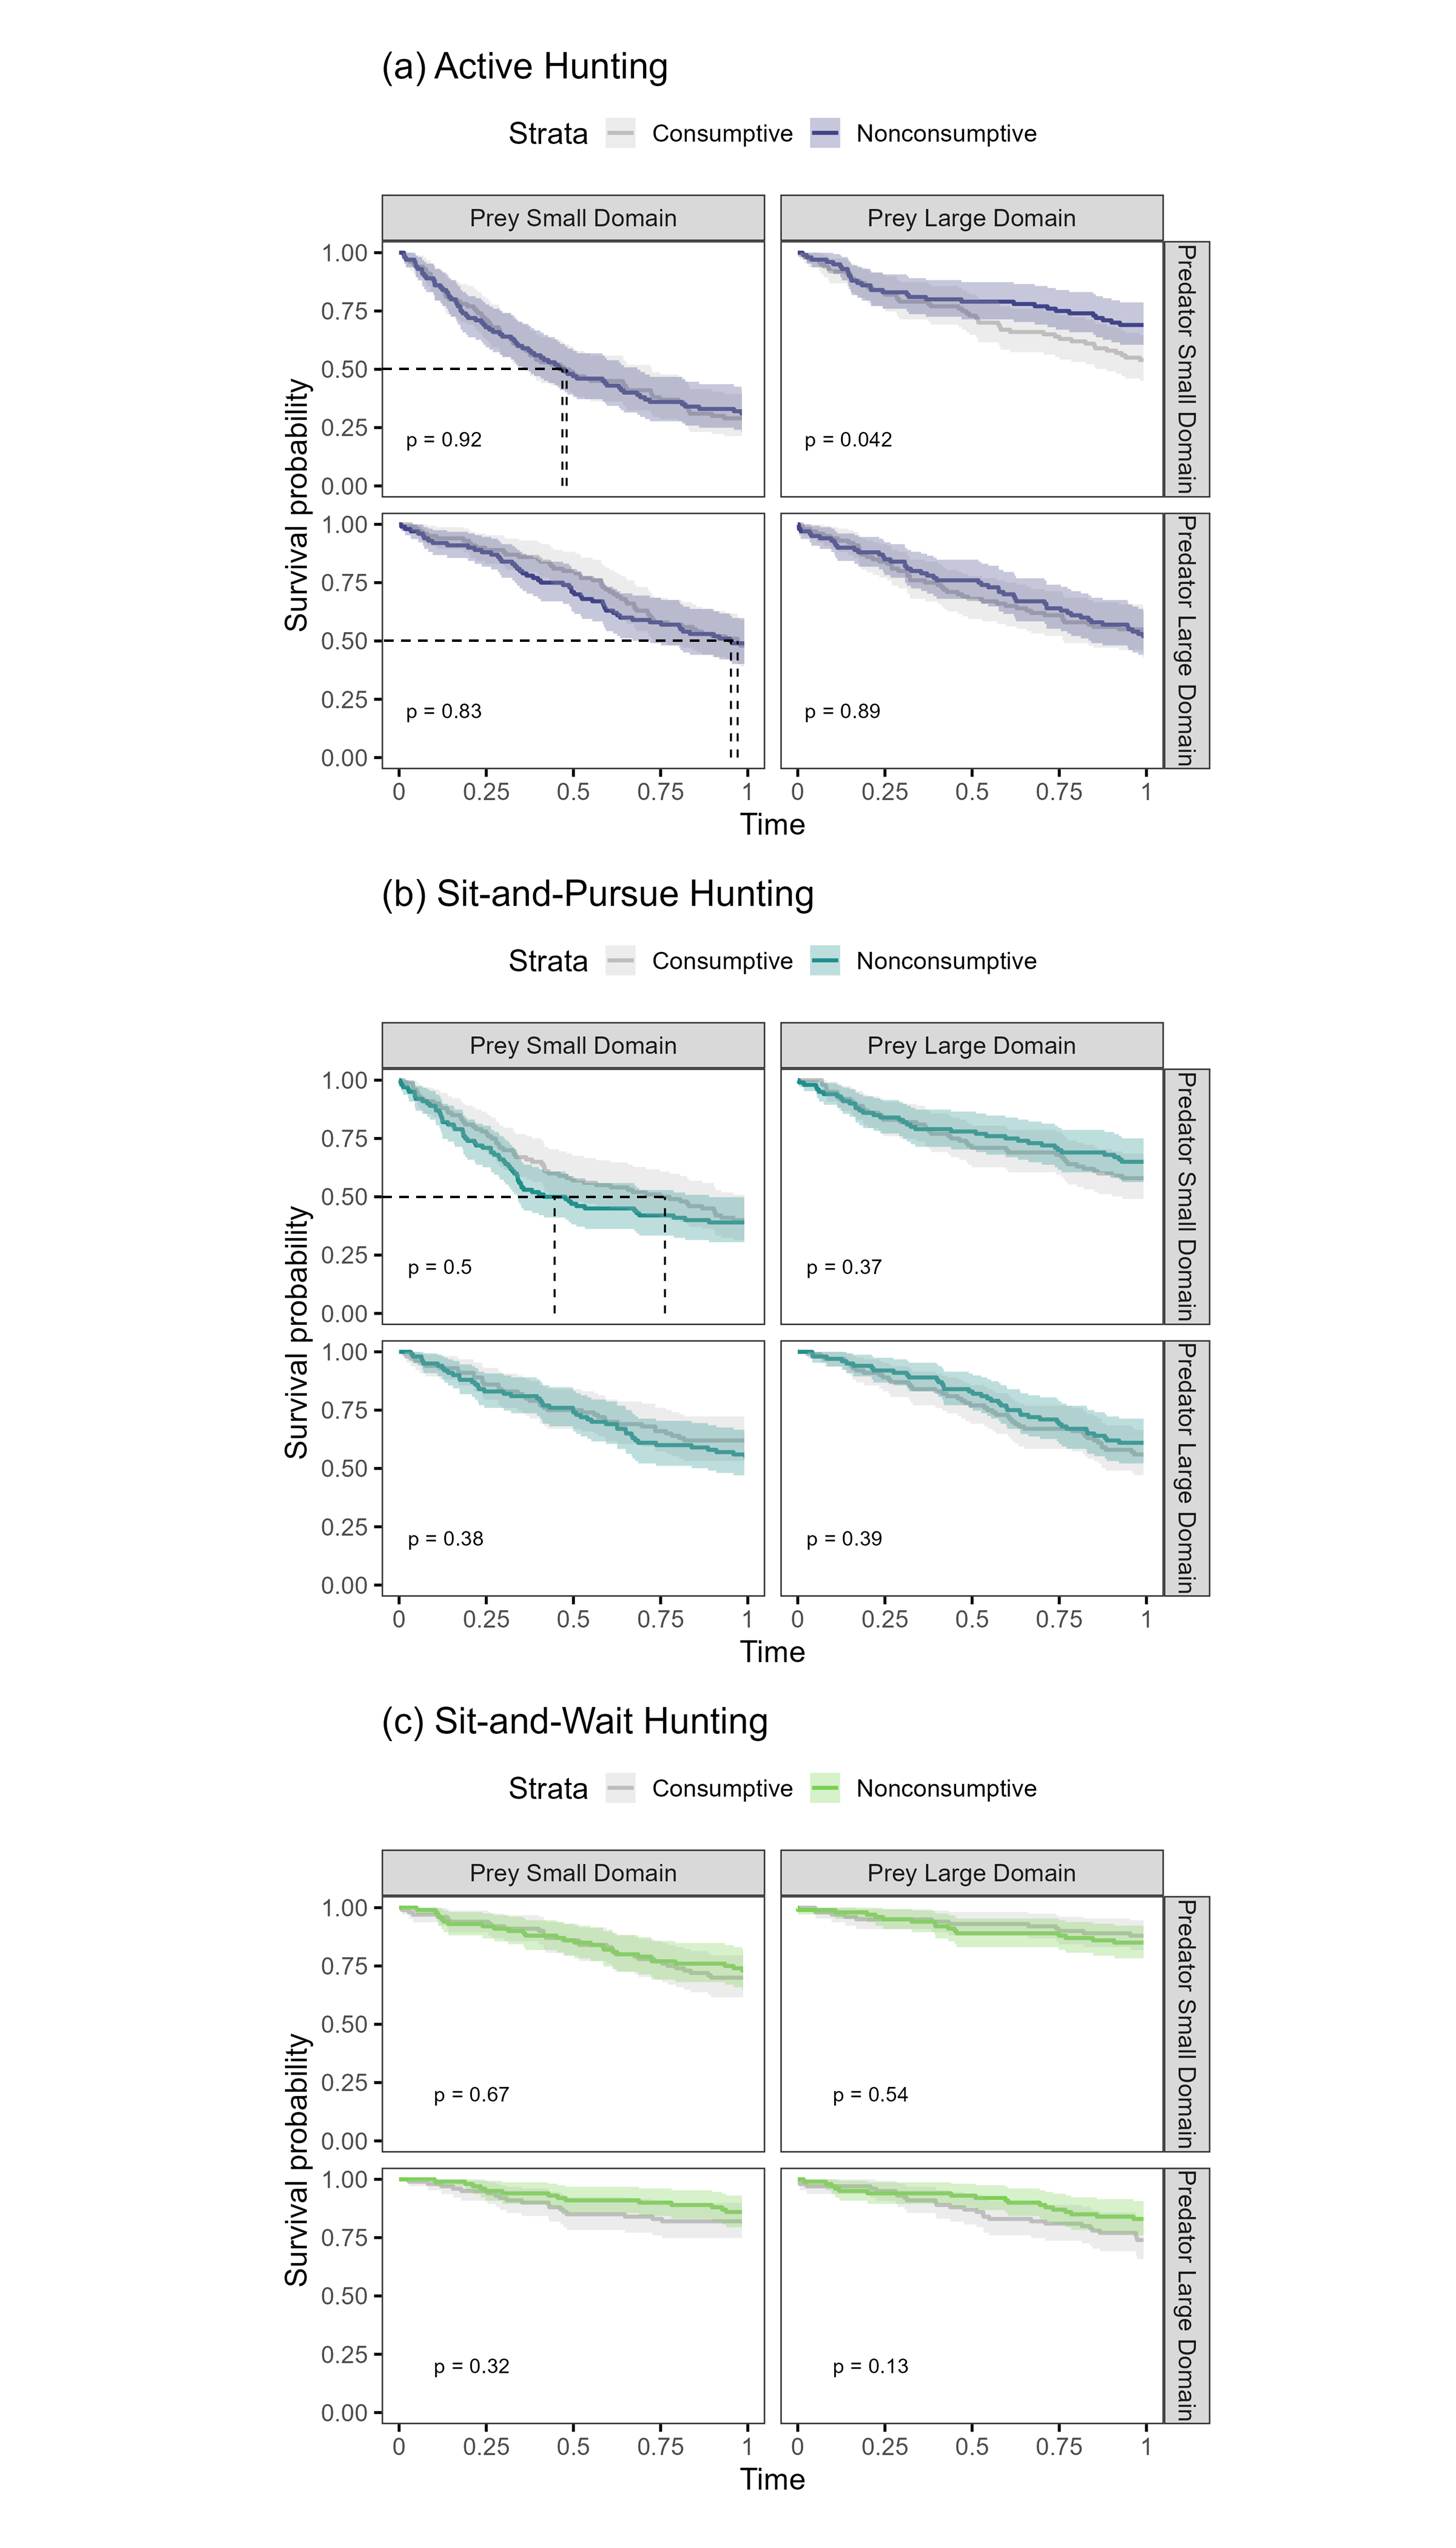 (a) Active Hunting
Strata Consumptive Nonconsumptive
Prey Small Domain Prey Large Domain
Survival probability
1.00
0.75
0.50
0.25
0.00
p = 0.92
p = 0.042
Predator Small Domain
1.00
0.75
0.50
0.25
0.00
p = 0.83
p = 0.89
Predator Large Domain
0 0.25 0.5 0.75 1 0 0.25 0.5 0.75 1
Time
(b) Sit-and-Pursue Hunting
Strata Consumptive Nonconsumptive
Prey Small Domain Prey Large Domain
Survival probability
1.00
0.75
0.50
0.25
0.00
p = 0.5
p = 0.37
Predator Small Domain
1.00
0.75
0.50
0.25
0.00
p = 0.38
p = 0.39
Predator Large Domain
0 0.25 0.5 0.75 1 0 0.25 0.5 0.75 1
Time
(c) Sit-and-Wait Hunting
Strata Consumptive Nonconsumptive
Prey Small Domain Prey Large Domain
Survival probability
1.00
0.75
0.50
0.25
0.00
p = 0.67
p = 0.54
Predator Small Domain
1.00
0.75
0.50
0.25
0.00
p = 0.32
p = 0.13
Predator Large Domain
0 0.25 0.5 0.75 1 0 0.25 0.5 0.75 1
Time